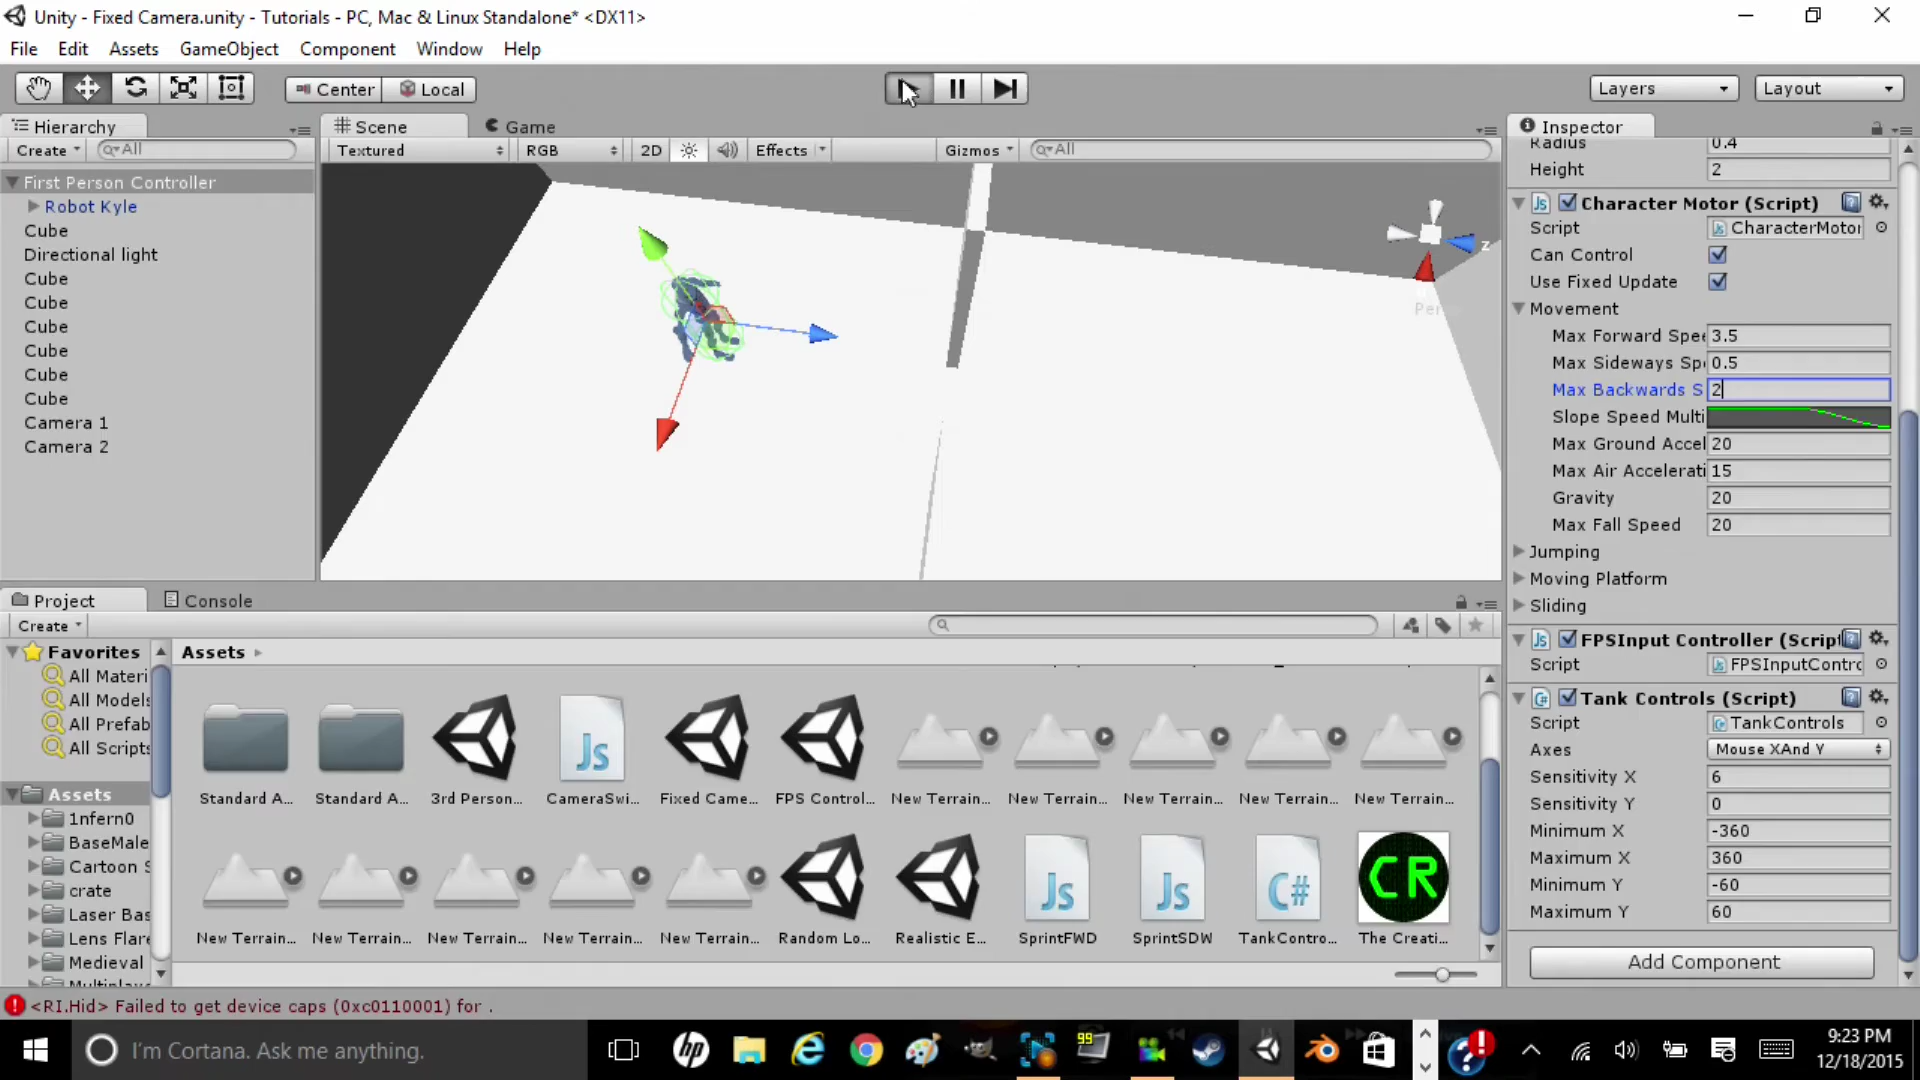 Unity - Fixed Camera.unity - Tutorials - PC, Mac & Linux Standalone* <DX11>
File Edit Assets GameObject Component Window Help
Center Local
Layers Layout
Hierarchy
Create All
First Person Controller
Robot Kyle
Cube
Directional light
Cube
Cube
Cube
Cube
Cube
Cube
Camera 1
Camera 2
Scene Game
Textured RGB 2D Effects Gizmos All
z
Inspector
Radius 0.4
Height 2
Character Motor (Script)
Script CharacterMotor
Can Control
Use Fixed Update
Movement
Max Forward Spee 3.5
Max Sideways Sp 0.5
Max Backwards S 2
Slope Speed Multi
Max Ground Accel 20
Max Air Accelerati 15
Gravity 20
Max Fall Speed 20
Jumping
Moving Platform
Sliding
FPSInput Controller (Script
Script FPSInputContro
Tank Controls (Script)
Script TankControls
Axes Mouse XAnd Y
Sensitivity X 6
Sensitivity Y 0
Minimum X -360
Maximum X 360
Minimum Y -60
Maximum Y 60
Add Component
Project Console
Create
Favorites
All Materi
All Models
All Prefab
All Scripts
Assets
1nfern0
BaseMale
Cartoon S
crate
Laser Bas
Lens Flare
Medieval
Assets
Standard A... Standard A... 3rd Person... CameraSwi... Fixed Came... FPS Control... New Terrain... New Terrain... New Terrain... New Terrain... New Terrain...
Js
New Terrain... New Terrain... New Terrain... New Terrain... New Terrain... Random Lo... Realistic E... SprintFWD SprintSDW TankContro... The Creati...
Js Js C# CR
<RI.Hid> Failed to get device caps (0xc0110001) for .
I'm Cortana. Ask me anything.
hp
99
9:23 PM
12/18/2015